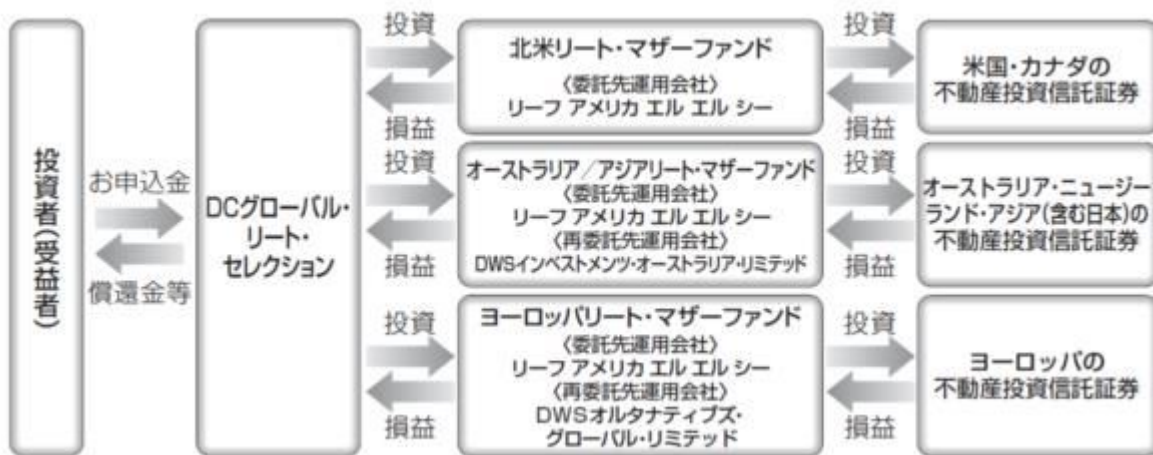 投資者(受益者)
お申込金
償還金等
DCグローバル・
リート・
セレクション
投資
損益
北米リート・マザーファンド
〈委託先運用会社〉
リーフ アメリカ エル エル シー
投資
損益
米国・カナダの
不動産投資信託証券
投資
損益
オーストラリア／アジアリート・マザーファンド
〈委託先運用会社〉
リーフ アメリカ エル エル シー
〈再委託先運用会社〉
DWSインベストメンツ・オーストラリア・リミテッド
投資
損益
オーストラリア・ニュージー
ランド・アジア(含む日本)の
不動産投資信託証券
投資
損益
ヨーロッパリート・マザーファンド
〈委託先運用会社〉
リーフ アメリカ エル エル シー
〈再委託先運用会社〉
DWSオルタナティブズ・
グローバル・リミテッド
投資
損益
ヨーロッパの
不動産投資信託証券